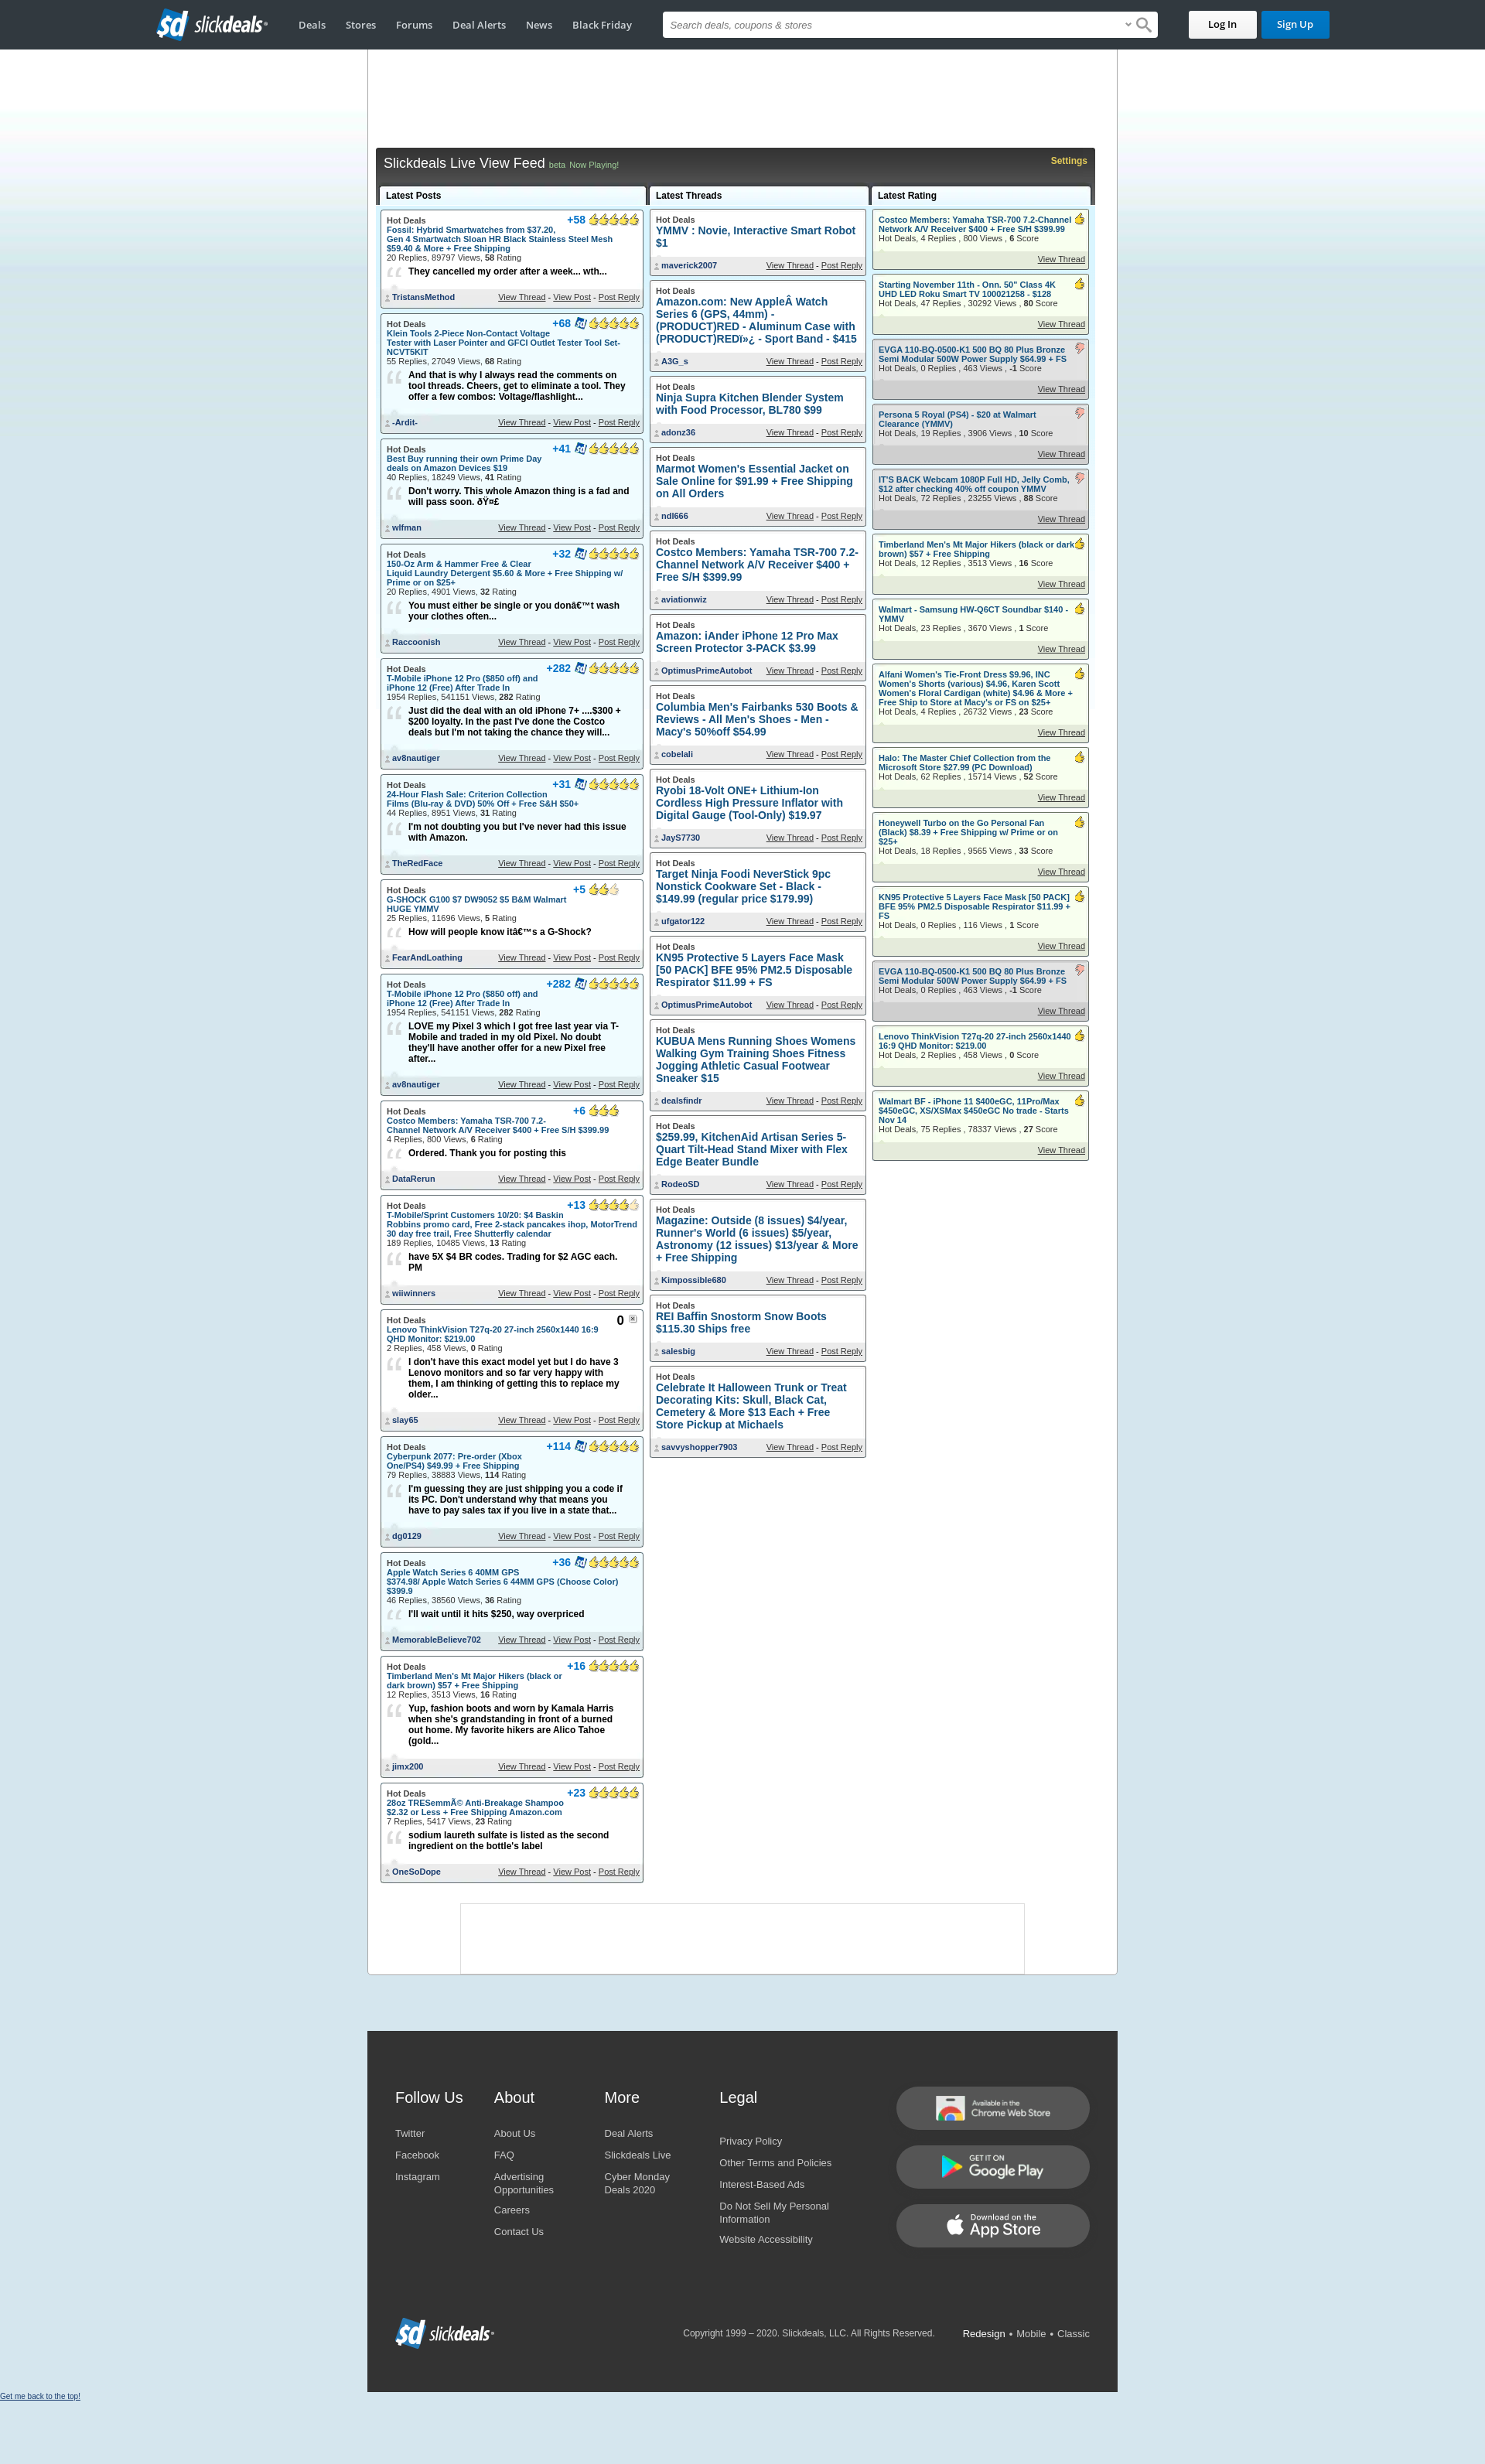 slickdeals
Deals
Stores
Forums
Deal Alerts
News
Black Friday
Search deals, coupons & stores
Log In
Sign Up
Slickdeals Live View Feed beta Now Playing!
Settings
Latest Posts
Hot Deals
+58
Fossil: Hybrid Smartwatches from $37.20,
Gen 4 Smartwatch Sloan HR Black Stainless Steel Mesh
$59.40 & More + Free Shipping
20 Replies, 89797 Views, 58 Rating
They cancelled my order after a week... wth...
TristansMethod
View Thread - View Post - Post Reply
Hot Deals
+68
Klein Tools 2-Piece Non-Contact Voltage
Tester with Laser Pointer and GFCI Outlet Tester Tool Set-
NCVT5KIT
55 Replies, 27049 Views, 68 Rating
And that is why I always read the comments on
tool threads. Cheers, get to eliminate a tool. They
offer a few combos: Voltage/flashlight...
-Ardit-
View Thread - View Post - Post Reply
Hot Deals
+41
Best Buy running their own Prime Day
deals on Amazon Devices $19
40 Replies, 18249 Views, 41 Rating
Don't worry. This whole Amazon thing is a fad and
will pass soon. ðŸ¤£
wlfman
View Thread - View Post - Post Reply
Hot Deals
+32
150-Oz Arm & Hammer Free & Clear
Liquid Laundry Detergent $5.60 & More + Free Shipping w/
Prime or on $25+
20 Replies, 4901 Views, 32 Rating
You must either be single or you donâ€™t wash
your clothes often...
Raccoonish
View Thread - View Post - Post Reply
Hot Deals
+282
T-Mobile iPhone 12 Pro ($850 off) and
iPhone 12 (Free) After Trade In
1954 Replies, 541151 Views, 282 Rating
Just did the deal with an old iPhone 7+ ....$300 +
$200 loyalty. In the past I've done the Costco
deals but I'm not taking the chance they will...
av8nautiger
View Thread - View Post - Post Reply
Hot Deals
+31
24-Hour Flash Sale: Criterion Collection
Films (Blu-ray & DVD) 50% Off + Free S&H $50+
44 Replies, 8951 Views, 31 Rating
I'm not doubting you but I've never had this issue
with Amazon.
TheRedFace
View Thread - View Post - Post Reply
Hot Deals
+5
G-SHOCK G100 $7 DW9052 $5 B&M Walmart
HUGE YMMV
25 Replies, 11696 Views, 5 Rating
How will people know itâ€™s a G-Shock?
FearAndLoathing
View Thread - View Post - Post Reply
Hot Deals
+282
T-Mobile iPhone 12 Pro ($850 off) and
iPhone 12 (Free) After Trade In
1954 Replies, 541151 Views, 282 Rating
LOVE my Pixel 3 which I got free last year via T-
Mobile and traded in my old Pixel. No doubt
they'll have another offer for a new Pixel free
after...
av8nautiger
View Thread - View Post - Post Reply
Hot Deals
+6
Costco Members: Yamaha TSR-700 7.2-
Channel Network A/V Receiver $400 + Free S/H $399.99
4 Replies, 800 Views, 6 Rating
Ordered. Thank you for posting this
DataRerun
View Thread - View Post - Post Reply
Hot Deals
+13
T-Mobile/Sprint Customers 10/20: $4 Baskin
Robbins promo card, Free 2-stack pancakes ihop, MotorTrend
30 day free trail, Free Shutterfly calendar
189 Replies, 10485 Views, 13 Rating
have 5X $4 BR codes. Trading for $2 AGC each.
PM
wiiwinners
View Thread - View Post - Post Reply
Hot Deals
0
Lenovo ThinkVision T27q-20 27-inch 2560x1440 16:9
QHD Monitor: $219.00
2 Replies, 458 Views, 0 Rating
I don't have this exact model yet but I do have 3
Lenovo monitors and so far very happy with
them, I am thinking of getting this to replace my
older...
slay65
View Thread - View Post - Post Reply
Hot Deals
+114
Cyberpunk 2077: Pre-order (Xbox
One/PS4) $49.99 + Free Shipping
79 Replies, 38883 Views, 114 Rating
I'm guessing they are just shipping you a code if
its PC. Don't understand why that means you
have to pay sales tax if you live in a state that...
dg0129
View Thread - View Post - Post Reply
Hot Deals
+36
Apple Watch Series 6 40MM GPS
$374.98/ Apple Watch Series 6 44MM GPS (Choose Color)
$399.9
46 Replies, 38560 Views, 36 Rating
I'll wait until it hits $250, way overpriced
MemorableBelieve702
View Thread - View Post - Post Reply
Hot Deals
+16
Timberland Men's Mt Major Hikers (black or
dark brown) $57 + Free Shipping
12 Replies, 3513 Views, 16 Rating
Yup, fashion boots and worn by Kamala Harris
when she's grandstanding in front of a burned
out home. My favorite hikers are Alico Tahoe
(gold...
jimx200
View Thread - View Post - Post Reply
Hot Deals
+23
28oz TRESemmÃ© Anti-Breakage Shampoo
$2.32 or Less + Free Shipping Amazon.com
7 Replies, 5417 Views, 23 Rating
sodium laureth sulfate is listed as the second
ingredient on the bottle's label
OneSoDope
View Thread - View Post - Post Reply
Latest Threads
Hot Deals
YMMV : Novie, Interactive Smart Robot
$1
maverick2007
View Thread - Post Reply
Hot Deals
Amazon.com: New AppleÂ Watch
Series 6 (GPS, 44mm) -
(PRODUCT)RED - Aluminum Case with
(PRODUCT)REDï»¿ - Sport Band - $415
A3G_s
View Thread - Post Reply
Hot Deals
Ninja Supra Kitchen Blender System
with Food Processor, BL780 $99
adonz36
View Thread - Post Reply
Hot Deals
Marmot Women's Essential Jacket on
Sale Online for $91.99 + Free Shipping
on All Orders
ndl666
View Thread - Post Reply
Hot Deals
Costco Members: Yamaha TSR-700 7.2-
Channel Network A/V Receiver $400 +
Free S/H $399.99
aviationwiz
View Thread - Post Reply
Hot Deals
Amazon: iAnder iPhone 12 Pro Max
Screen Protector 3-PACK $3.99
OptimusPrimeAutobot
View Thread - Post Reply
Hot Deals
Columbia Men's Fairbanks 530 Boots &
Reviews - All Men's Shoes - Men -
Macy's 50%off $54.99
cobelali
View Thread - Post Reply
Hot Deals
Ryobi 18-Volt ONE+ Lithium-Ion
Cordless High Pressure Inflator with
Digital Gauge (Tool-Only) $19.97
JayS7730
View Thread - Post Reply
Hot Deals
Target Ninja Foodi NeverStick 9pc
Nonstick Cookware Set - Black -
$149.99 (regular price $179.99)
ufgator122
View Thread - Post Reply
Hot Deals
KN95 Protective 5 Layers Face Mask
[50 PACK] BFE 95% PM2.5 Disposable
Respirator $11.99 + FS
OptimusPrimeAutobot
View Thread - Post Reply
Hot Deals
KUBUA Mens Running Shoes Womens
Walking Gym Training Shoes Fitness
Jogging Athletic Casual Footwear
Sneaker $15
dealsfindr
View Thread - Post Reply
Hot Deals
$259.99, KitchenAid Artisan Series 5-
Quart Tilt-Head Stand Mixer with Flex
Edge Beater Bundle
RodeoSD
View Thread - Post Reply
Hot Deals
Magazine: Outside (8 issues) $4/year,
Runner's World (6 issues) $5/year,
Astronomy (12 issues) $13/year & More
+ Free Shipping
Kimpossible680
View Thread - Post Reply
Hot Deals
REI Baffin Snostorm Snow Boots
$115.30 Ships free
salesbig
View Thread - Post Reply
Hot Deals
Celebrate It Halloween Trunk or Treat
Decorating Kits: Skull, Black Cat,
Cemetery & More $13 Each + Free
Store Pickup at Michaels
savvyshopper7903
View Thread - Post Reply
Latest Rating
Costco Members: Yamaha TSR-700 7.2-Channel
Network A/V Receiver $400 + Free S/H $399.99
Hot Deals, 4 Replies , 800 Views , 6 Score
View Thread
Starting November 11th - Onn. 50" Class 4K
UHD LED Roku Smart TV 100021258 - $128
Hot Deals, 47 Replies , 30292 Views , 80 Score
View Thread
EVGA 110-BQ-0500-K1 500 BQ 80 Plus Bronze
Semi Modular 500W Power Supply $64.99 + FS
Hot Deals, 0 Replies , 463 Views , -1 Score
View Thread
Persona 5 Royal (PS4) - $20 at Walmart
Clearance (YMMV)
Hot Deals, 19 Replies , 3906 Views , 10 Score
View Thread
IT'S BACK Webcam 1080P Full HD, Jelly Comb,
$12 after checking 40% off coupon YMMV
Hot Deals, 72 Replies , 23255 Views , 88 Score
View Thread
Timberland Men's Mt Major Hikers (black or dark
brown) $57 + Free Shipping
Hot Deals, 12 Replies , 3513 Views , 16 Score
View Thread
Walmart - Samsung HW-Q6CT Soundbar $140 -
YMMV
Hot Deals, 23 Replies , 3670 Views , 1 Score
View Thread
Alfani Women's Tie-Front Dress $9.96, INC
Women's Shorts (various) $4.96, Karen Scott
Women's Floral Cardigan (white) $4.96 & More +
Free Ship to Store at Macy's or FS on $25+
Hot Deals, 4 Replies , 26732 Views , 23 Score
View Thread
Halo: The Master Chief Collection from the
Microsoft Store $27.99 (PC Download)
Hot Deals, 62 Replies , 15714 Views , 52 Score
View Thread
Honeywell Turbo on the Go Personal Fan
(Black) $8.39 + Free Shipping w/ Prime or on
$25+
Hot Deals, 18 Replies , 9565 Views , 33 Score
View Thread
KN95 Protective 5 Layers Face Mask [50 PACK]
BFE 95% PM2.5 Disposable Respirator $11.99 +
FS
Hot Deals, 0 Replies , 116 Views , 1 Score
View Thread
EVGA 110-BQ-0500-K1 500 BQ 80 Plus Bronze
Semi Modular 500W Power Supply $64.99 + FS
Hot Deals, 0 Replies , 463 Views , -1 Score
View Thread
Lenovo ThinkVision T27q-20 27-inch 2560x1440
16:9 QHD Monitor: $219.00
Hot Deals, 2 Replies , 458 Views , 0 Score
View Thread
Walmart BF - iPhone 11 $400eGC, 11Pro/Max
$450eGC, XS/XSMax $450eGC No trade - Starts
Nov 14
Hot Deals, 75 Replies , 78337 Views , 27 Score
View Thread
Follow Us
Twitter
Facebook
Instagram
About
About Us
FAQ
Advertising
Opportunities
Careers
Contact Us
More
Deal Alerts
Slickdeals Live
Cyber Monday
Deals 2020
Legal
Privacy Policy
Other Terms and Policies
Interest-Based Ads
Do Not Sell My Personal
Information
Website Accessibility
Available in the
Chrome Web Store
GET IT ON
Google Play
Download on the
App Store
slickdeals
Copyright 1999 – 2020. Slickdeals, LLC. All Rights Reserved.
Redesign • Mobile • Classic
Get me back to the top!